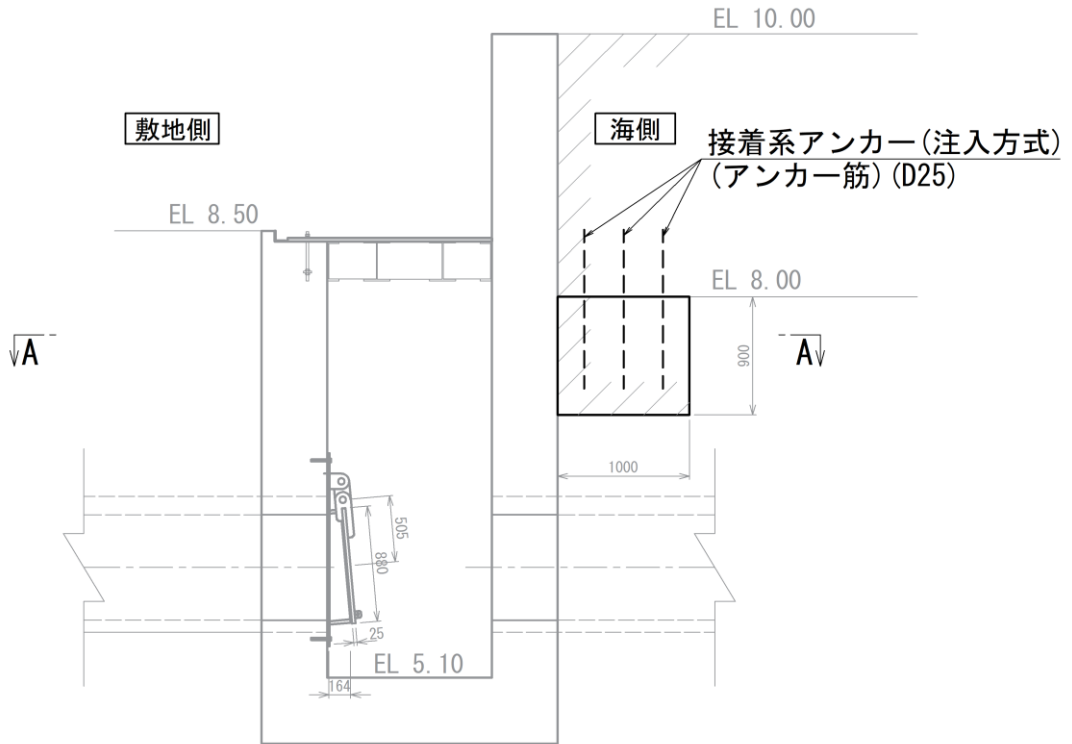 EL 10.00
敷地側
海側
接着系アンカー(注入方式)
(アンカー筋)(D25)
EL 8.50
EL 8.00
A
A
900
1000
505
880
25
EL 5.10
164